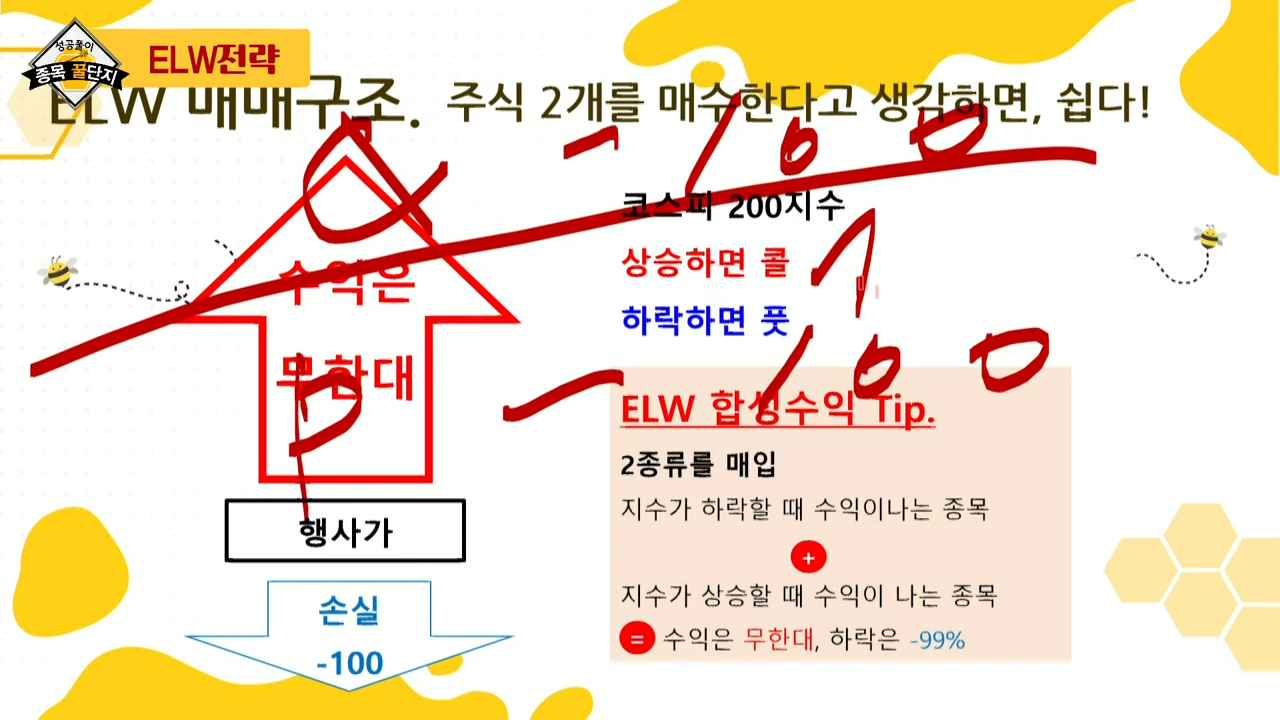 성공풀이
종목 꿀단지
ELW전략
ELW 매매구조. 주식 2개를 매수한다고 생각하면, 쉽다!
-100
코스피 200지수
상승하면 콜
하락하면 풋
수익은
무한대
P -100
행사가
손실
-100
ELW 합성수익 Tip.
2종류를 매입
지수가 하락할 때 수익이나는 종목
+
지수가 상승할 때 수익이 나는 종목
= 수익은 무한대, 하락은 -99%